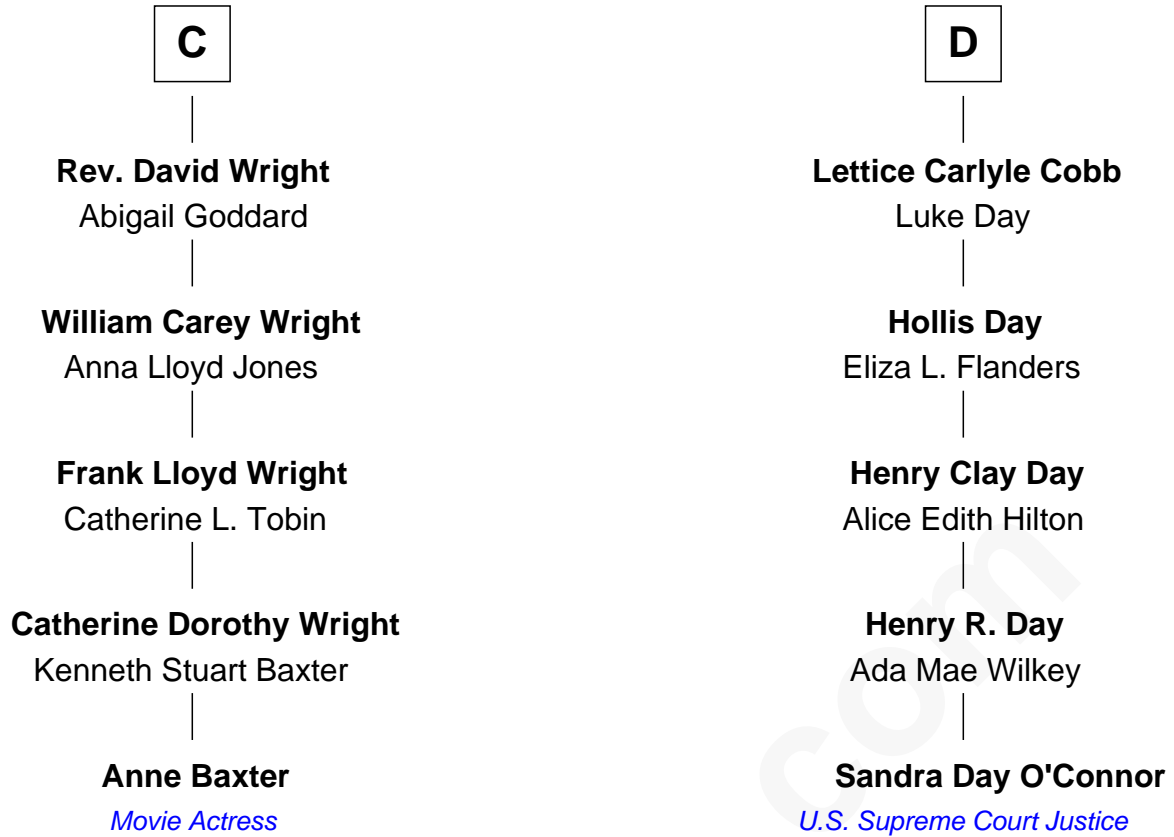 C
Rev. David Wright
Abigail Goddard
William Carey Wright
Anna Lloyd Jones
Frank Lloyd Wright
Catherine L. Tobin
Catherine Dorothy Wright
Kenneth Stuart Baxter
Anne Baxter
Movie Actress
D
Lettice Carlyle Cobb
Luke Day
Hollis Day
Eliza L. Flanders
Henry Clay Day
Alice Edith Hilton
Henry R. Day
Ada Mae Wilkey
Sandra Day O'Connor
U.S. Supreme Court Justice
com